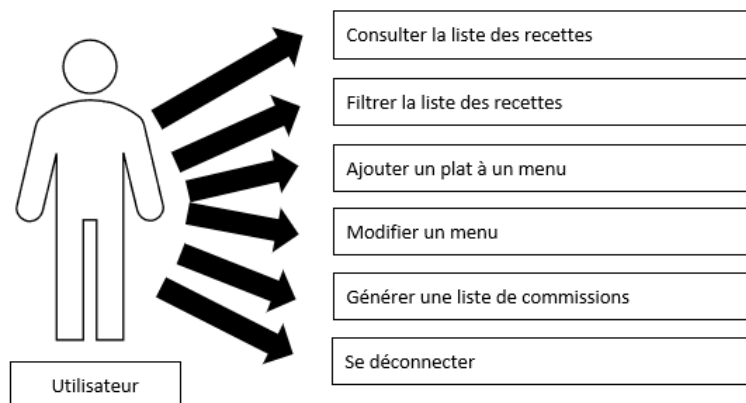 Consulter la liste des recettes
Filtrer la liste des recettes
Ajouter un plat à un menu
Modifier un menu
Générer une liste de commissions
Se déconnecter
Utilisateur